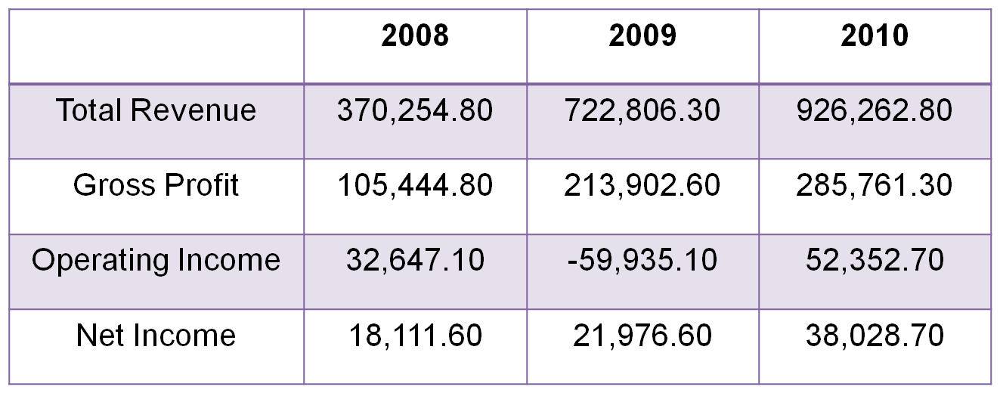 2008 2009 2010
Total Revenue 370,254.80 722,806.30 926,262.80
Gross Profit 105,444.80 213,902.60 285,761.30
Operating Income 32,647.10 -59,935.10 52,352.70
Net Income 18,111.60 21,976.60 38,028.70